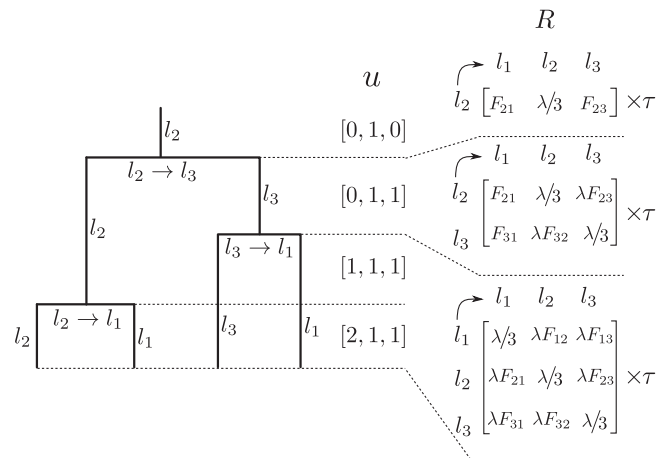 R
u
l₁ l₂ l₃
l₂ [F₂₁ λ/3 F₂₃] ×τ
l₂
[0, 1, 0]
l₂ → l₃
l₁ l₂ l₃
l₂ [F₂₁ λ/3 λF₂₃
l₃ F₃₁ λF₃₂ λ/3] ×τ
l₃
[0, 1, 1]
l₂
l₃ → l₁
[1, 1, 1]
l₁ l₂ l₃
l₂ → l₁
l₂ l₁ l₃ l₁
[2, 1, 1]
l₁ [λ/3 λF₁₂ λF₁₃
l₂ λF₂₁ λ/3 λF₂₃
l₃ λF₃₁ λF₃₂ λ/3] ×τ